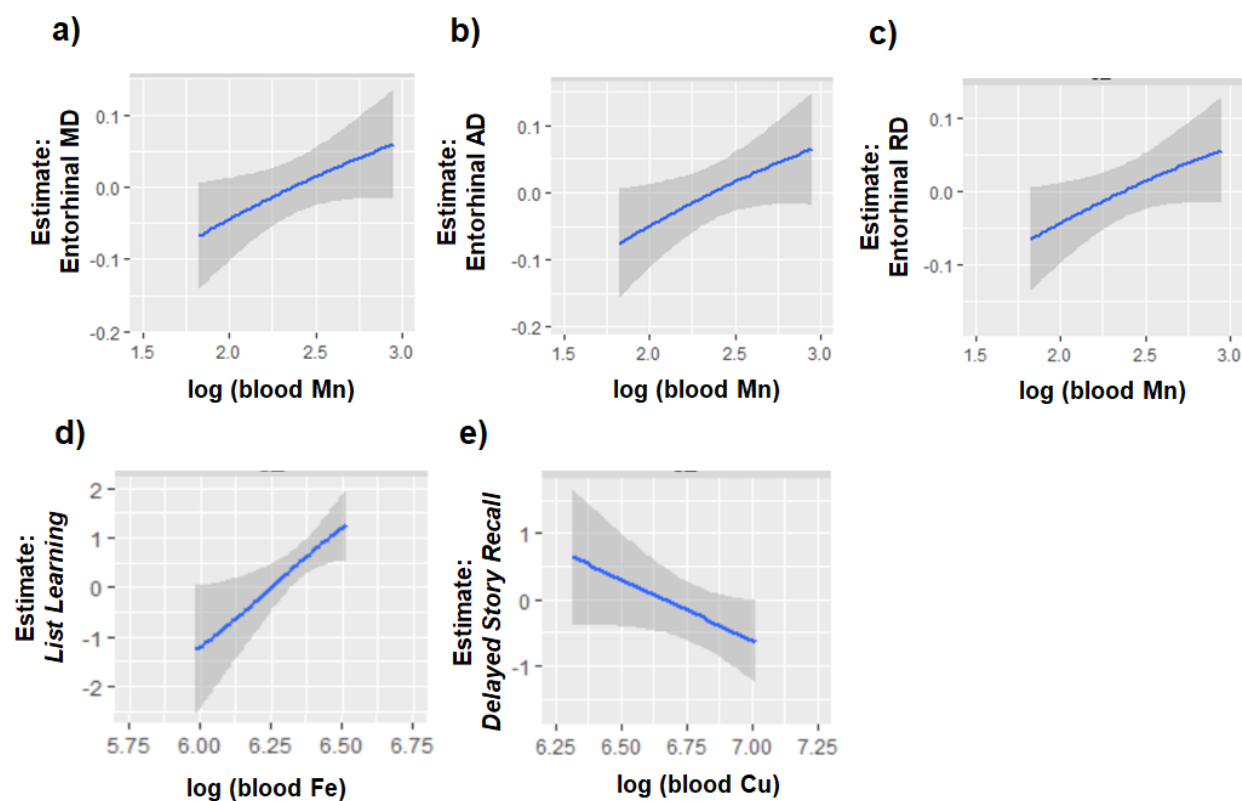 a)
Estimate:
Entorhinal MD
0.1
0.0
-0.1
-0.2
1.5 2.0 2.5 3.0
log (blood Mn)
b)
Estimate:
Entorhinal AD
0.1
0.0
-0.1
-0.2
1.5 2.0 2.5 3.0
log (blood Mn)
c)
Estimate:
Entorhinal RD
0.1
0.0
-0.1
1.5 2.0 2.5 3.0
log (blood Mn)
d)
Estimate:
List Learning
2
1
0
-1
-2
5.75 6.00 6.25 6.50 6.75
log (blood Fe)
e)
Estimate:
Delayed Story Recall
1
0
-1
6.25 6.50 6.75 7.00 7.25
log (blood Cu)